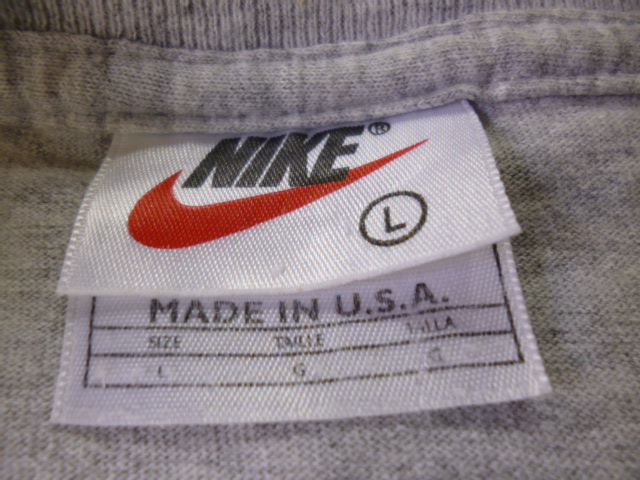 NIKE®
L
MADE IN U.S.A.
SIZE TAILLE TALLA
L G G